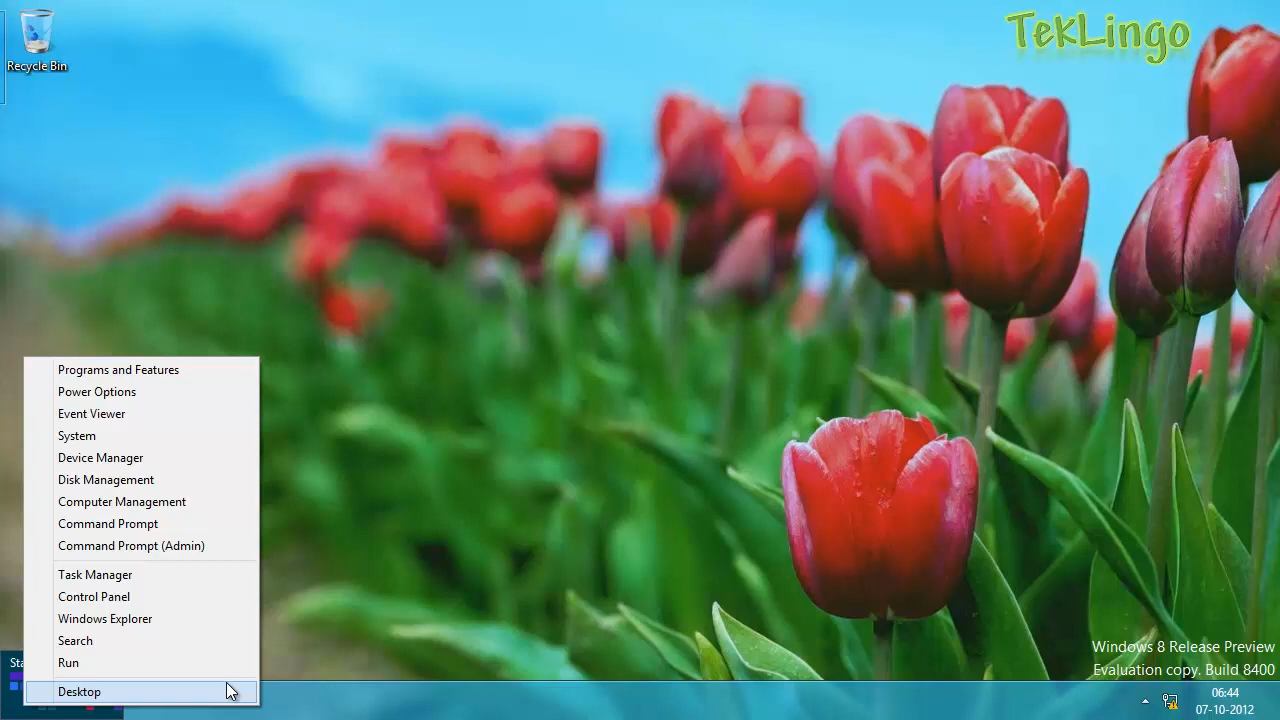 TekLingo
Recycle Bin
Programs and Features
Power Options
Event Viewer
System
Device Manager
Disk Management
Computer Management
Command Prompt
Command Prompt (Admin)
Task Manager
Control Panel
Windows Explorer
Search
Run
Desktop
Sta
Windows 8 Release Preview
Evaluation copy. Build 8400
06:44
07-10-2012